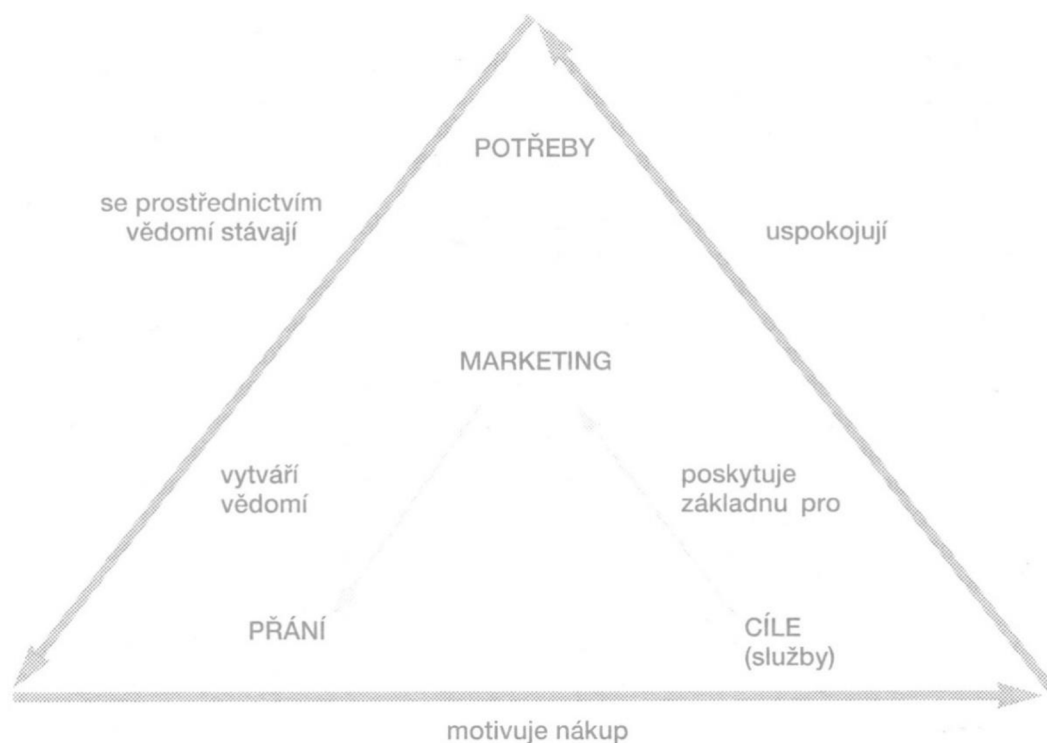 POTŘEBY
se prostřednictvím
vědomí stávají
uspokojují
MARKETING
vytváří
vědomí
poskytuje
základnu pro
PŘÁNÍ
CÍLE
(služby)
motivuje nákup